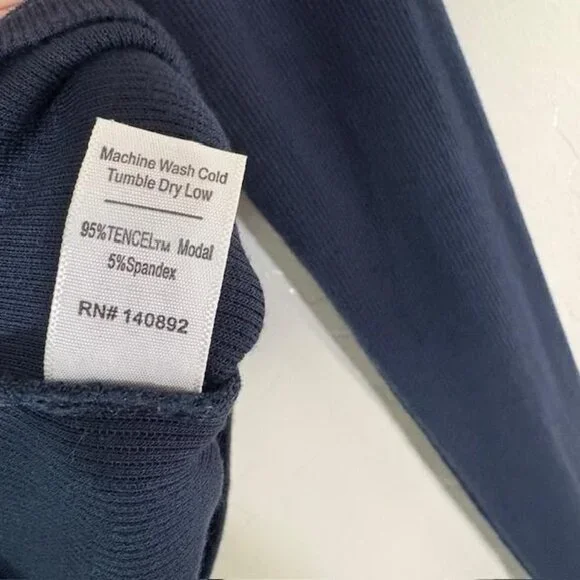 Machine Wash Cold
Tumble Dry Low
95%TENCEL™ Modal
5%Spandex
RN# 140892